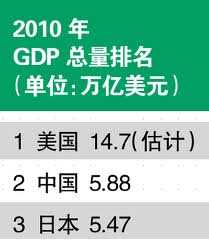 2010 年
GDP 总量排名
(单位:万亿美元)
1 美国 14.7(估计)
2 中国 5.88
3 日本 5.47